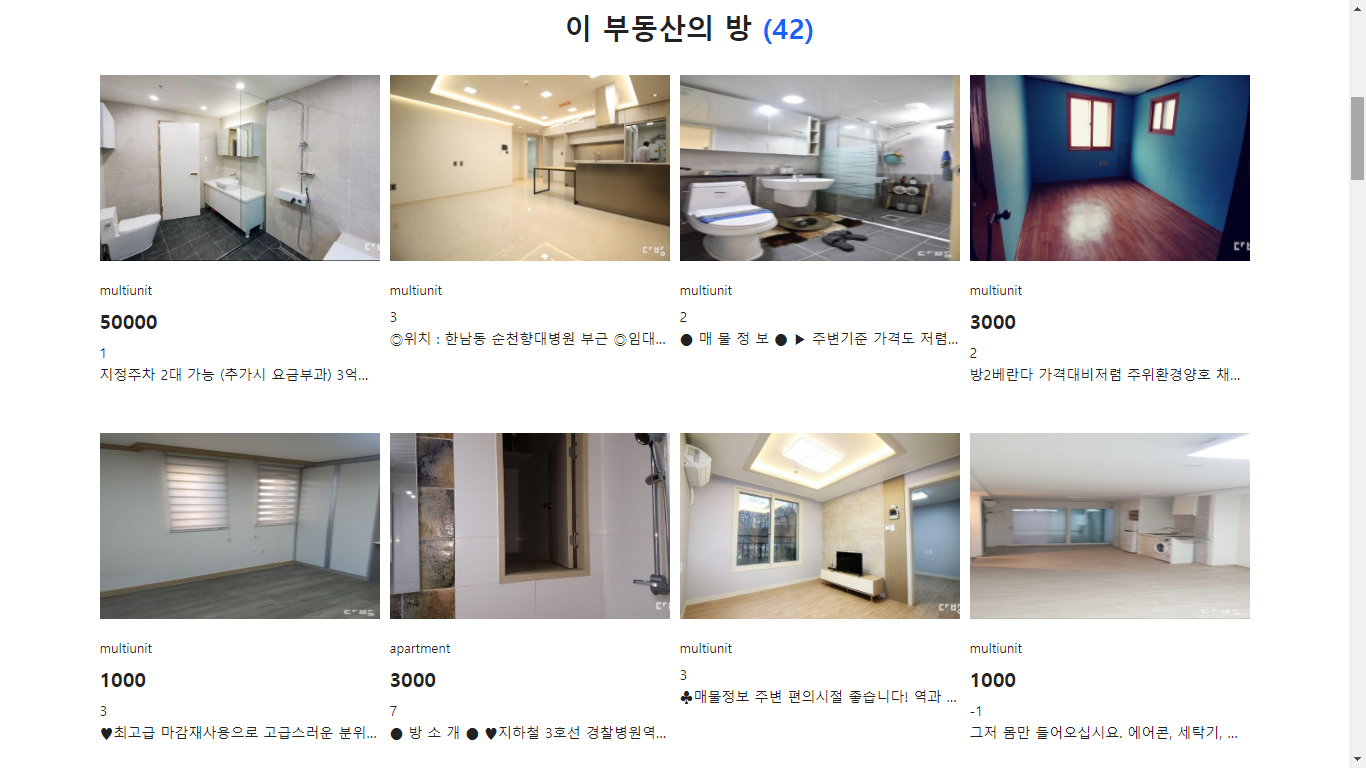 이 부동산의 방 (42)
multiunit
50000
1
지정주차 2대 가능 (추가시 요금부과) 3억...
multiunit
3
◎위치 : 한남동 순천향대병원 부근 ◎임대...
multiunit
2
● 매 물 정 보 ● ▶ 주변기준 가격도 저렴...
multiunit
3000
2
방2베란다 가격대비저렴 주위환경양호 채...
multiunit
1000
3
♥최고급 마감재사용으로 고급스러운 분위...
apartment
3000
7
● 방 소 개 ● ♥지하철 3호선 경찰병원역...
multiunit
3
♣매물정보 주변 편의시절 좋습니다! 역과 ...
multiunit
1000
-1
그저 몸만 들어오십시요. 에어콘, 세탁기, ...